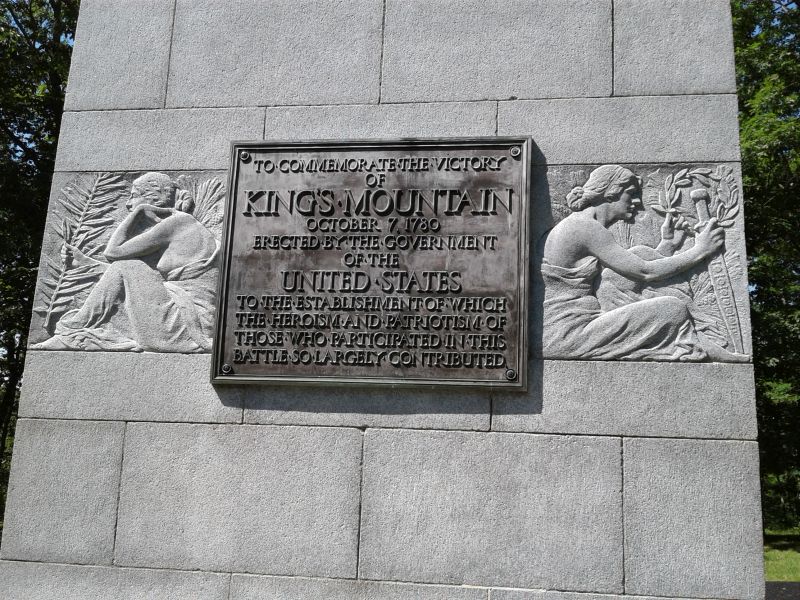 TO·COMMEMORATE·THE·VICTORY
OF
KING'S·MOUNTAIN
OCTOBER 7, 1780
ERECTED·BY·THE·GOVERNMENT
OF·THE
UNITED·STATES
TO·THE·ESTABLISHMENT·OF·WHICH
THE·HEROISM·AND·PATRIOTISM·OF
THOSE·WHO·PARTICIPATED·IN·THIS
BATTLE·SO·LARGELY·CONTRIBUTED